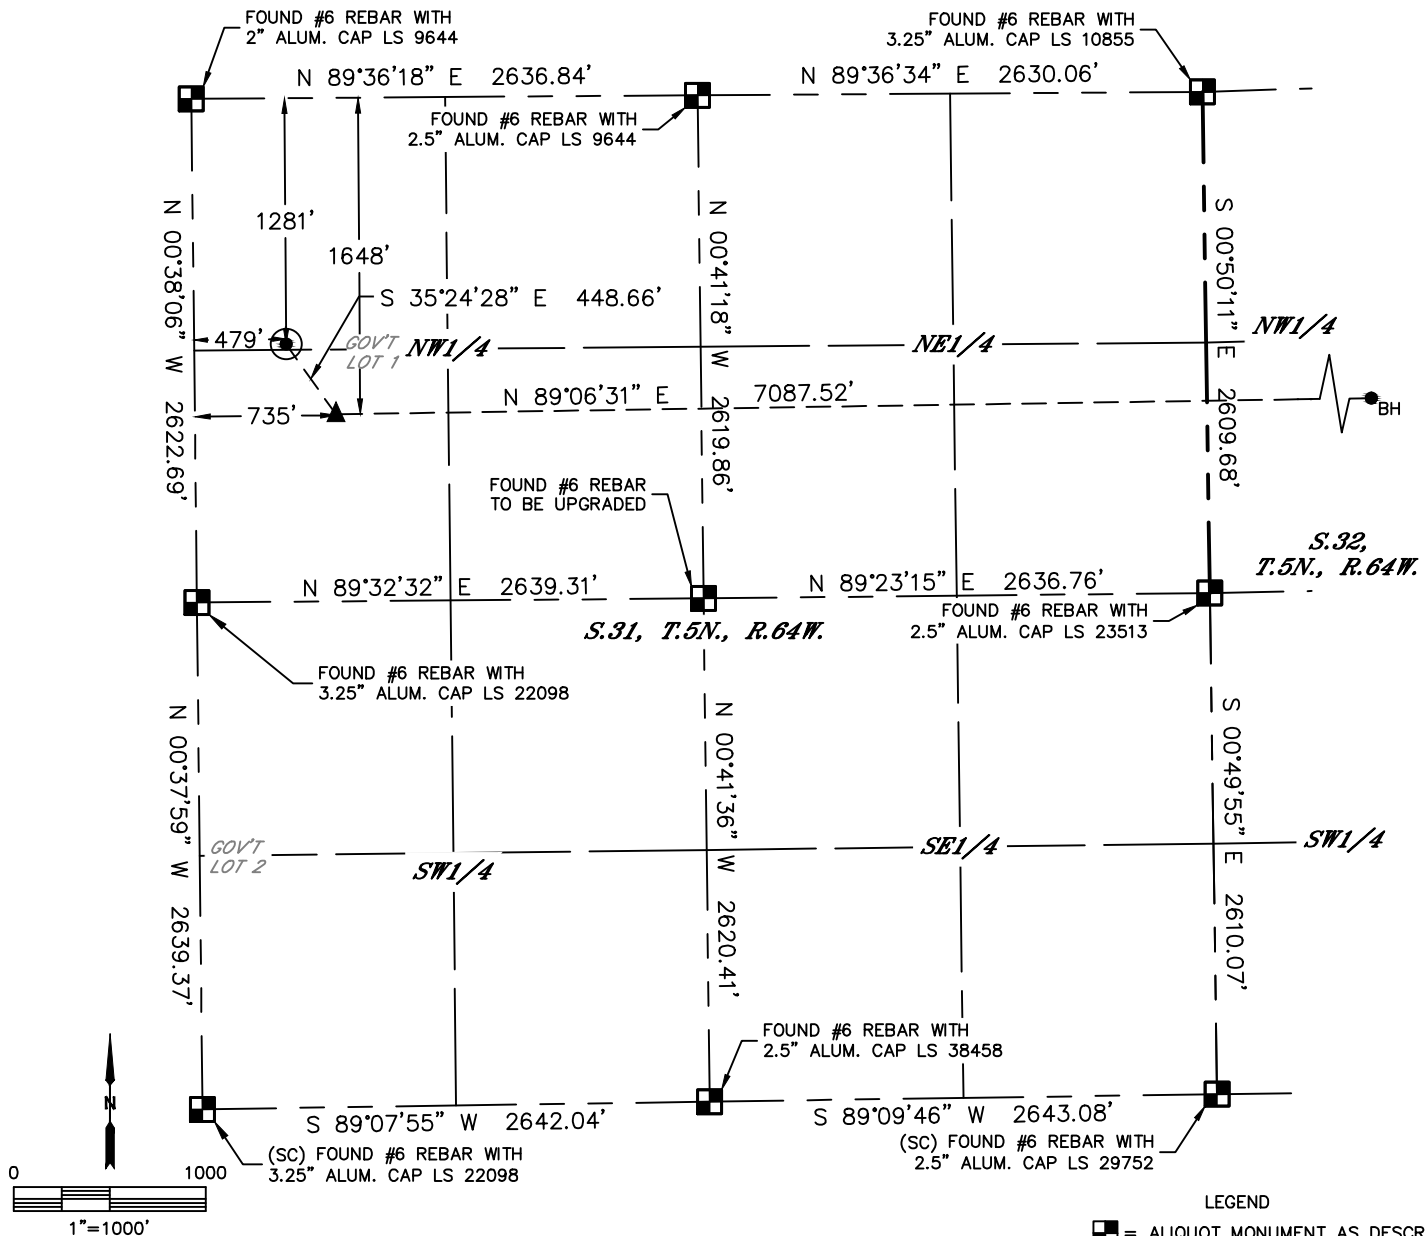 FOUND #6 REBAR WITH
2" ALUM. CAP LS 9644
FOUND #6 REBAR WITH
3.25" ALUM. CAP LS 10855
N 89°36'18" E 2636.84'
N 89°36'34" E 2630.06'
FOUND #6 REBAR WITH
2.5" ALUM. CAP LS 9644
N 00°38'06" W 2622.69'
1281'
1648'
N 00°41'18" W 2619.86'
S 00°50'11" E 2609.68'
S 35°24'28" E 448.66'
479'
GOV'T
LOT 1
NW1/4
NE1/4
NW1/4
735'
N 89°06'31" E 7087.52'
BH
FOUND #6 REBAR
TO BE UPGRADED
S.32,
T.5N., R.64W.
N 89°32'32" E 2639.31'
N 89°23'15" E 2636.76'
FOUND #6 REBAR WITH
2.5" ALUM. CAP LS 23513
S.31, T.5N., R.64W.
FOUND #6 REBAR WITH
3.25" ALUM. CAP LS 22098
N 00°37'59" W 2639.37'
N 00°41'36" W 2620.41'
S 00°49'55" E 2610.07'
GOV'T
LOT 2
SW1/4
SE1/4
SW1/4
FOUND #6 REBAR WITH
2.5" ALUM. CAP LS 38458
N
S 89°07'55" W 2642.04'
S 89°09'46" W 2643.08'
(SC) FOUND #6 REBAR WITH
3.25" ALUM. CAP LS 22098
(SC) FOUND #6 REBAR WITH
2.5" ALUM. CAP LS 29752
0 1000
1"=1000'
LEGEND
= ALIQUOT MONUMENT AS DESCR